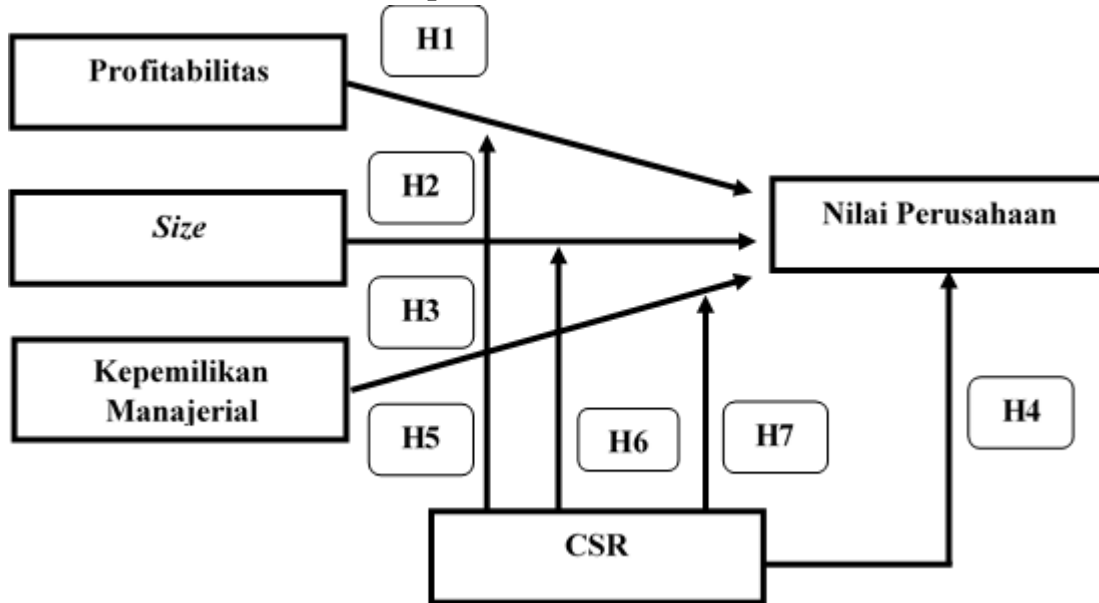 H1
Profitabilitas
H2
Size
Nilai Perusahaan
H3
Kepemilikan
Manajerial
H5
H6
H7
H4
CSR